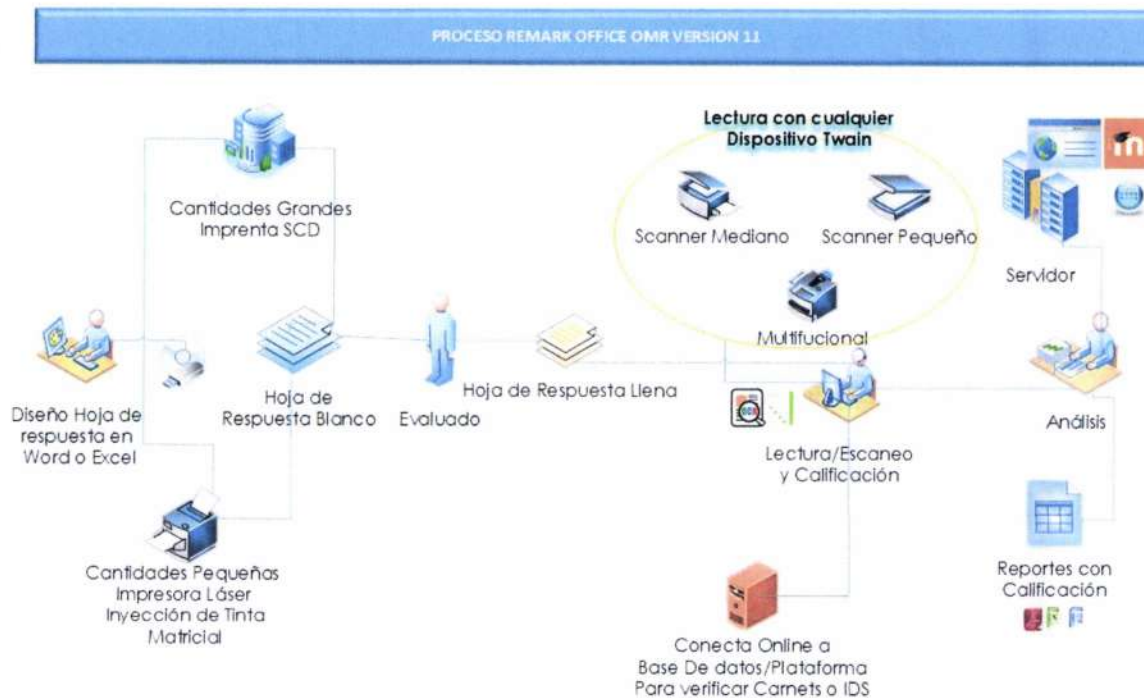 PROCESO REMARK OFFICE OMR VERSION 11
Lectura con cualquier
Dispositivo Twain
Cantidades Grandes
Imprenta SCD
Scanner Mediano
Scanner Pequeño
Servidor
Multifucional
Diseño Hoja de
respuesta en
Word o Excel
Hoja de
Respuesta Blanco
Evaluado
Hoja de Respuesta Llena
Lectura/Escaneo
y Calificación
Análisis
Cantidades Pequeñas
Impresora Láser
Inyección de Tinta
Matricial
Reportes con
Calificación
Conecta Online a
Base De datos/Plataforma
Para verificar Carnets o IDS